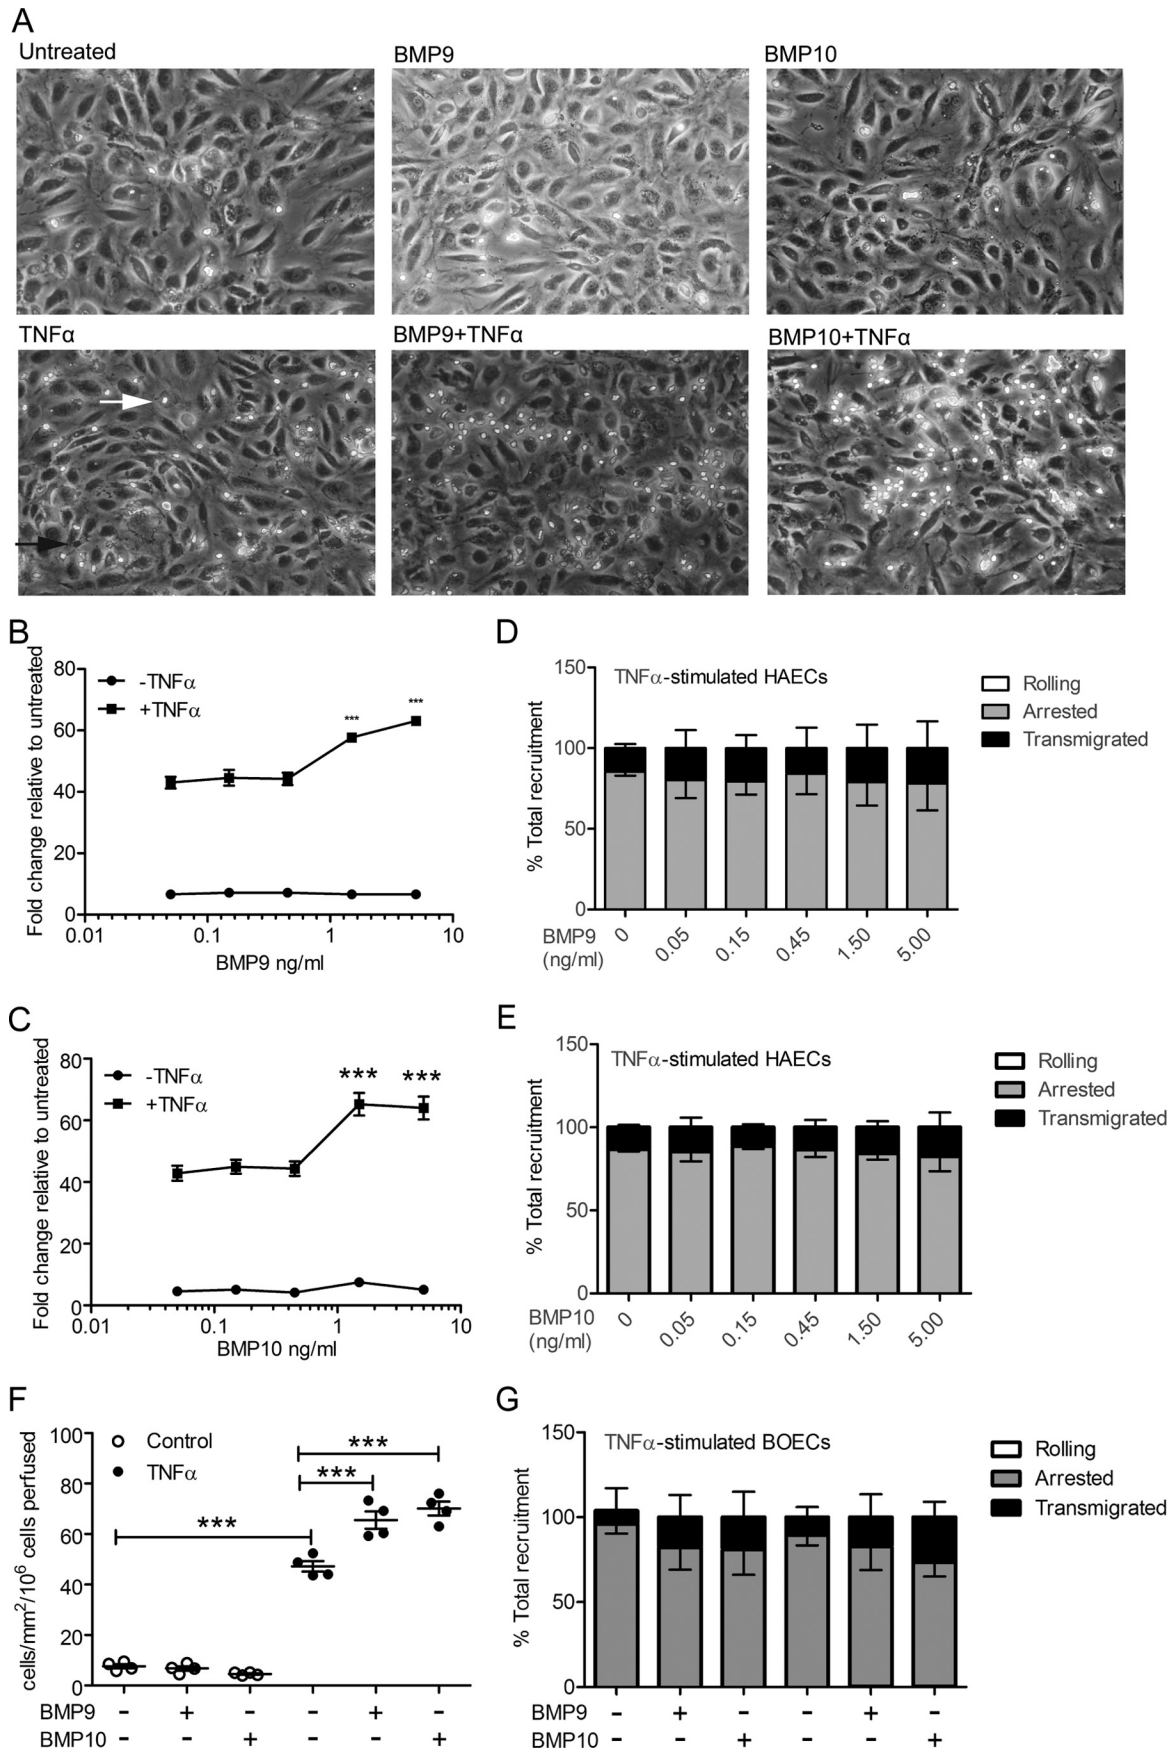 A
Untreated
BMP9
BMP10
TNFα
BMP9+TNFα
BMP10+TNFα
B
Fold change relative to untreated
80
60
40
20
0
-TNFα
+TNFα
***
***
0.01
0.1
1
10
BMP9 ng/ml
D
% Total recruitment
150
100
50
0
TNFα-stimulated HAECs
Rolling
Arrested
Transmigrated
BMP9
(ng/ml)
0
0.05
0.15
0.45
1.50
5.00
C
Fold change relative to untreated
80
60
40
20
0
-TNFα
+TNFα
***
***
0.01
0.1
1
10
BMP10 ng/ml
E
% Total recruitment
150
100
50
0
TNFα-stimulated HAECs
Rolling
Arrested
Transmigrated
BMP10
(ng/ml)
0
0.05
0.15
0.45
1.50
5.00
F
cells/mm²/10⁶ cells perfused
100
80
60
40
20
0
Control
TNFα
***
***
***
BMP9 - + - - + -
BMP10 - - + - - +
G
% Total recruitment
150
100
50
0
TNFα-stimulated BOECs
Rolling
Arrested
Transmigrated
BMP9 - + - - + -
BMP10 - - + - - +